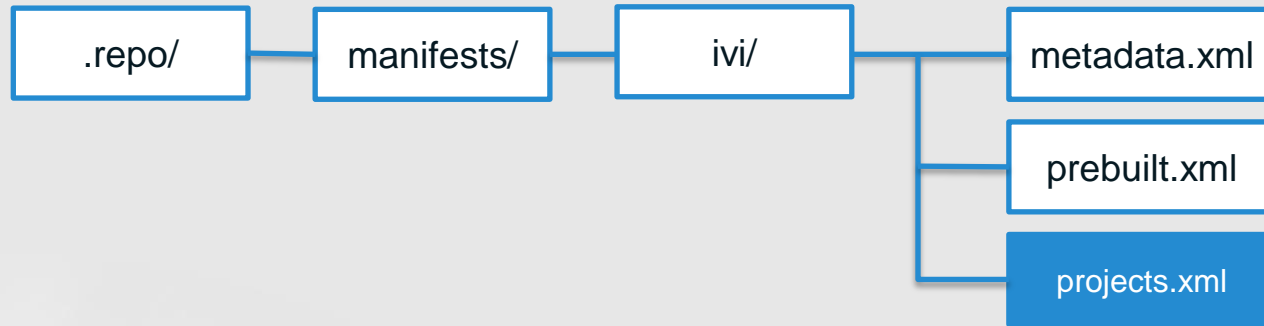 .repo/
manifests/
ivi/
metadata.xml
prebuilt.xml
projects.xml